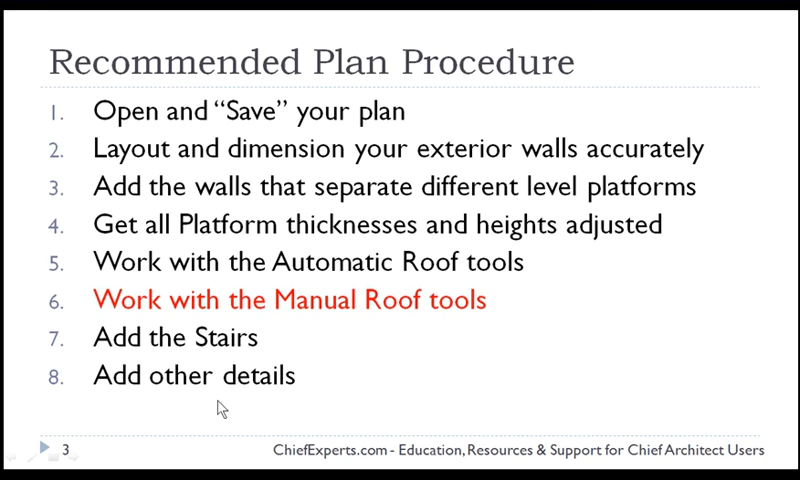 Recommended Plan Procedure
1. Open and “Save” your plan
2. Layout and dimension your exterior walls accurately
3. Add the walls that separate different level platforms
4. Get all Platform thicknesses and heights adjusted
5. Work with the Automatic Roof tools
6. Work with the Manual Roof tools
7. Add the Stairs
8. Add other details
3 ChiefExperts.com - Education, Resources & Support for Chief Architect Users